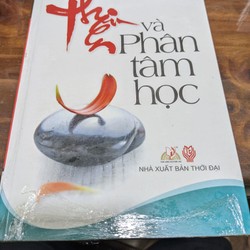 Thiền
và
Phân
tâm
học
NHÀ XUẤT BẢN THỜI ĐẠI